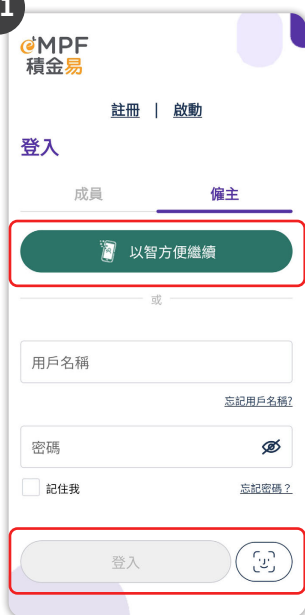 1
eMPF
積金易
註冊 | 啟動
登入
成員 僱主
以智方便繼續
或
用戶名稱
忘記用戶名稱?
密碼
記住我 忘記密碼？
登入